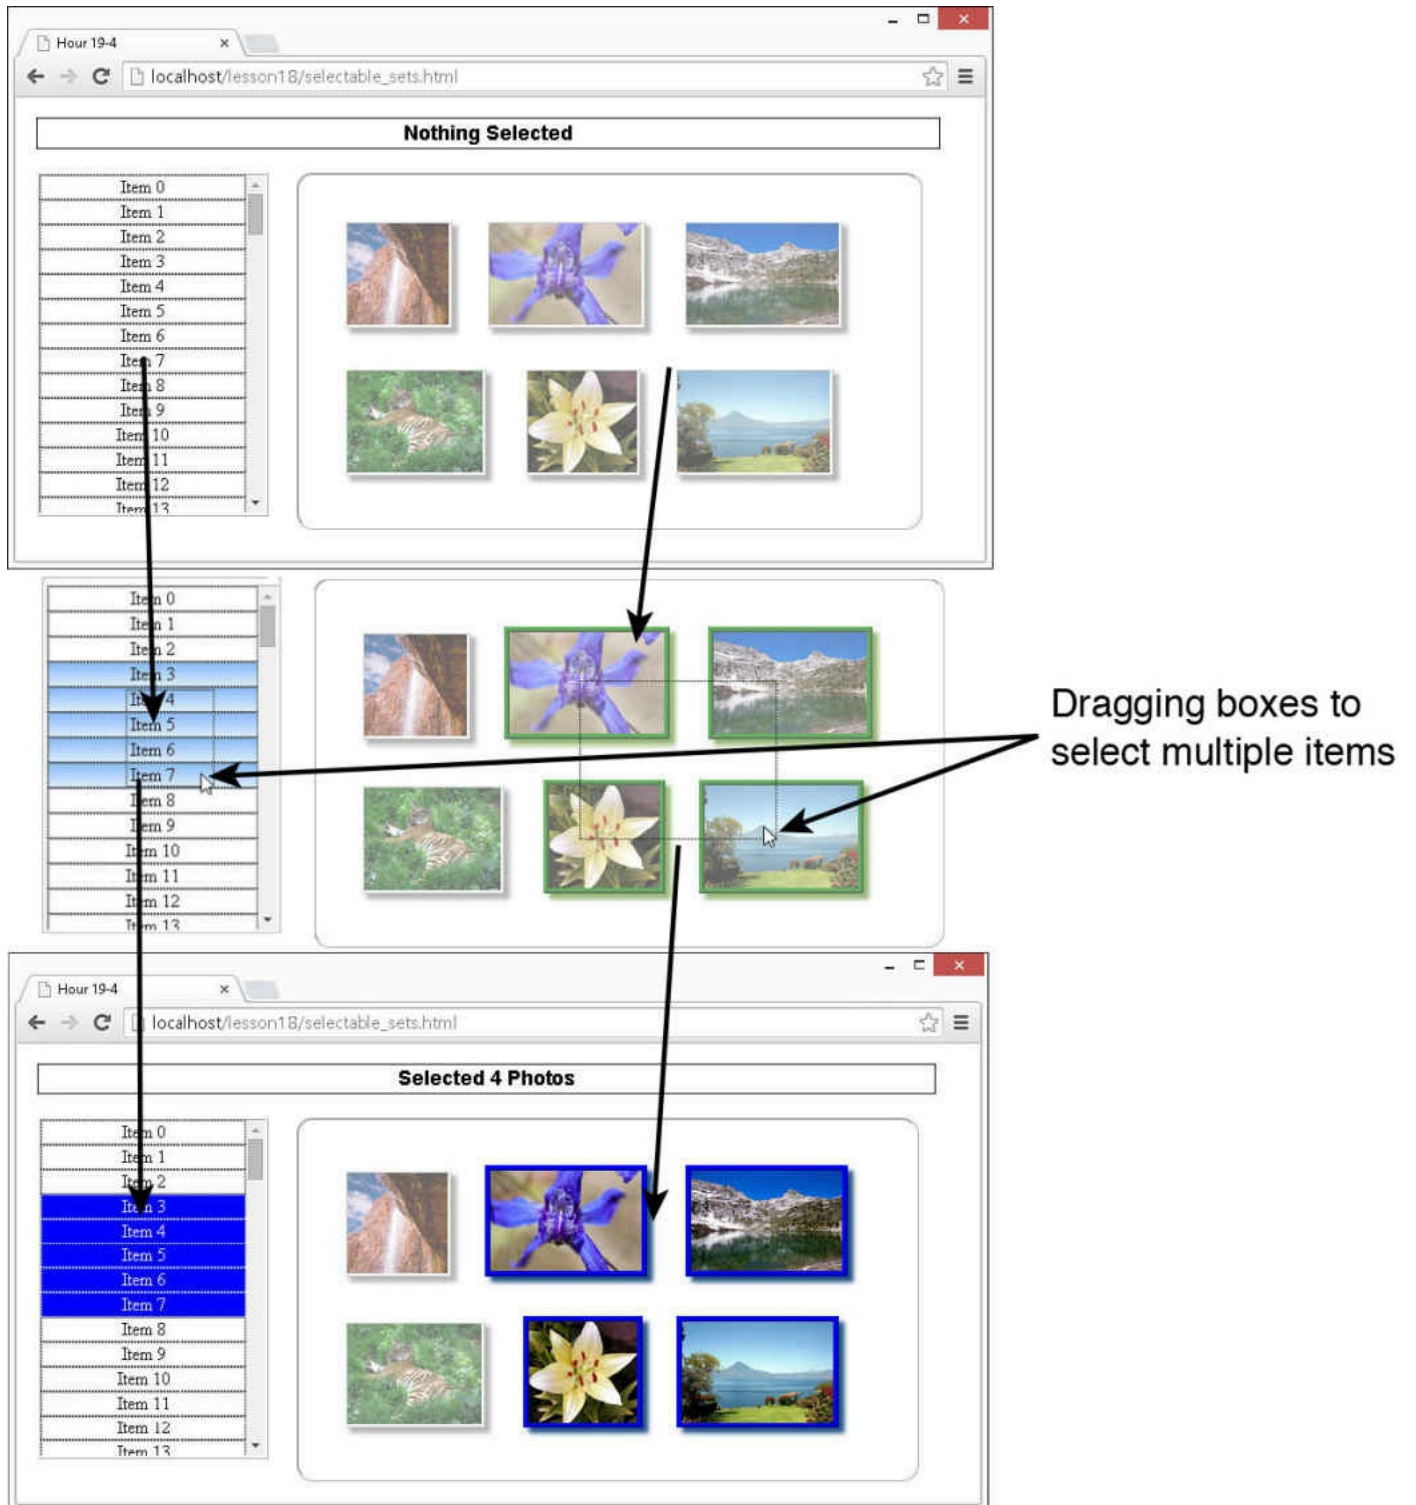 Hour 19-4
localhost/lesson18/selectable_sets.html
Nothing Selected
Item 0
Item 1
Item 2
Item 3
Item 4
Item 5
Item 6
Item 7
Item 8
Item 9
Item 10
Item 11
Item 12
Item 13
Item 0
Item 1
Item 2
Item 3
Item 4
Item 5
Item 6
Item 7
Item 8
Item 9
Item 10
Item 11
Item 12
Item 13
Dragging boxes to
select multiple items
Hour 19-4
localhost/lesson18/selectable_sets.html
Selected 4 Photos
Item 0
Item 1
Item 2
Item 3
Item 4
Item 5
Item 6
Item 7
Item 8
Item 9
Item 10
Item 11
Item 12
Item 13